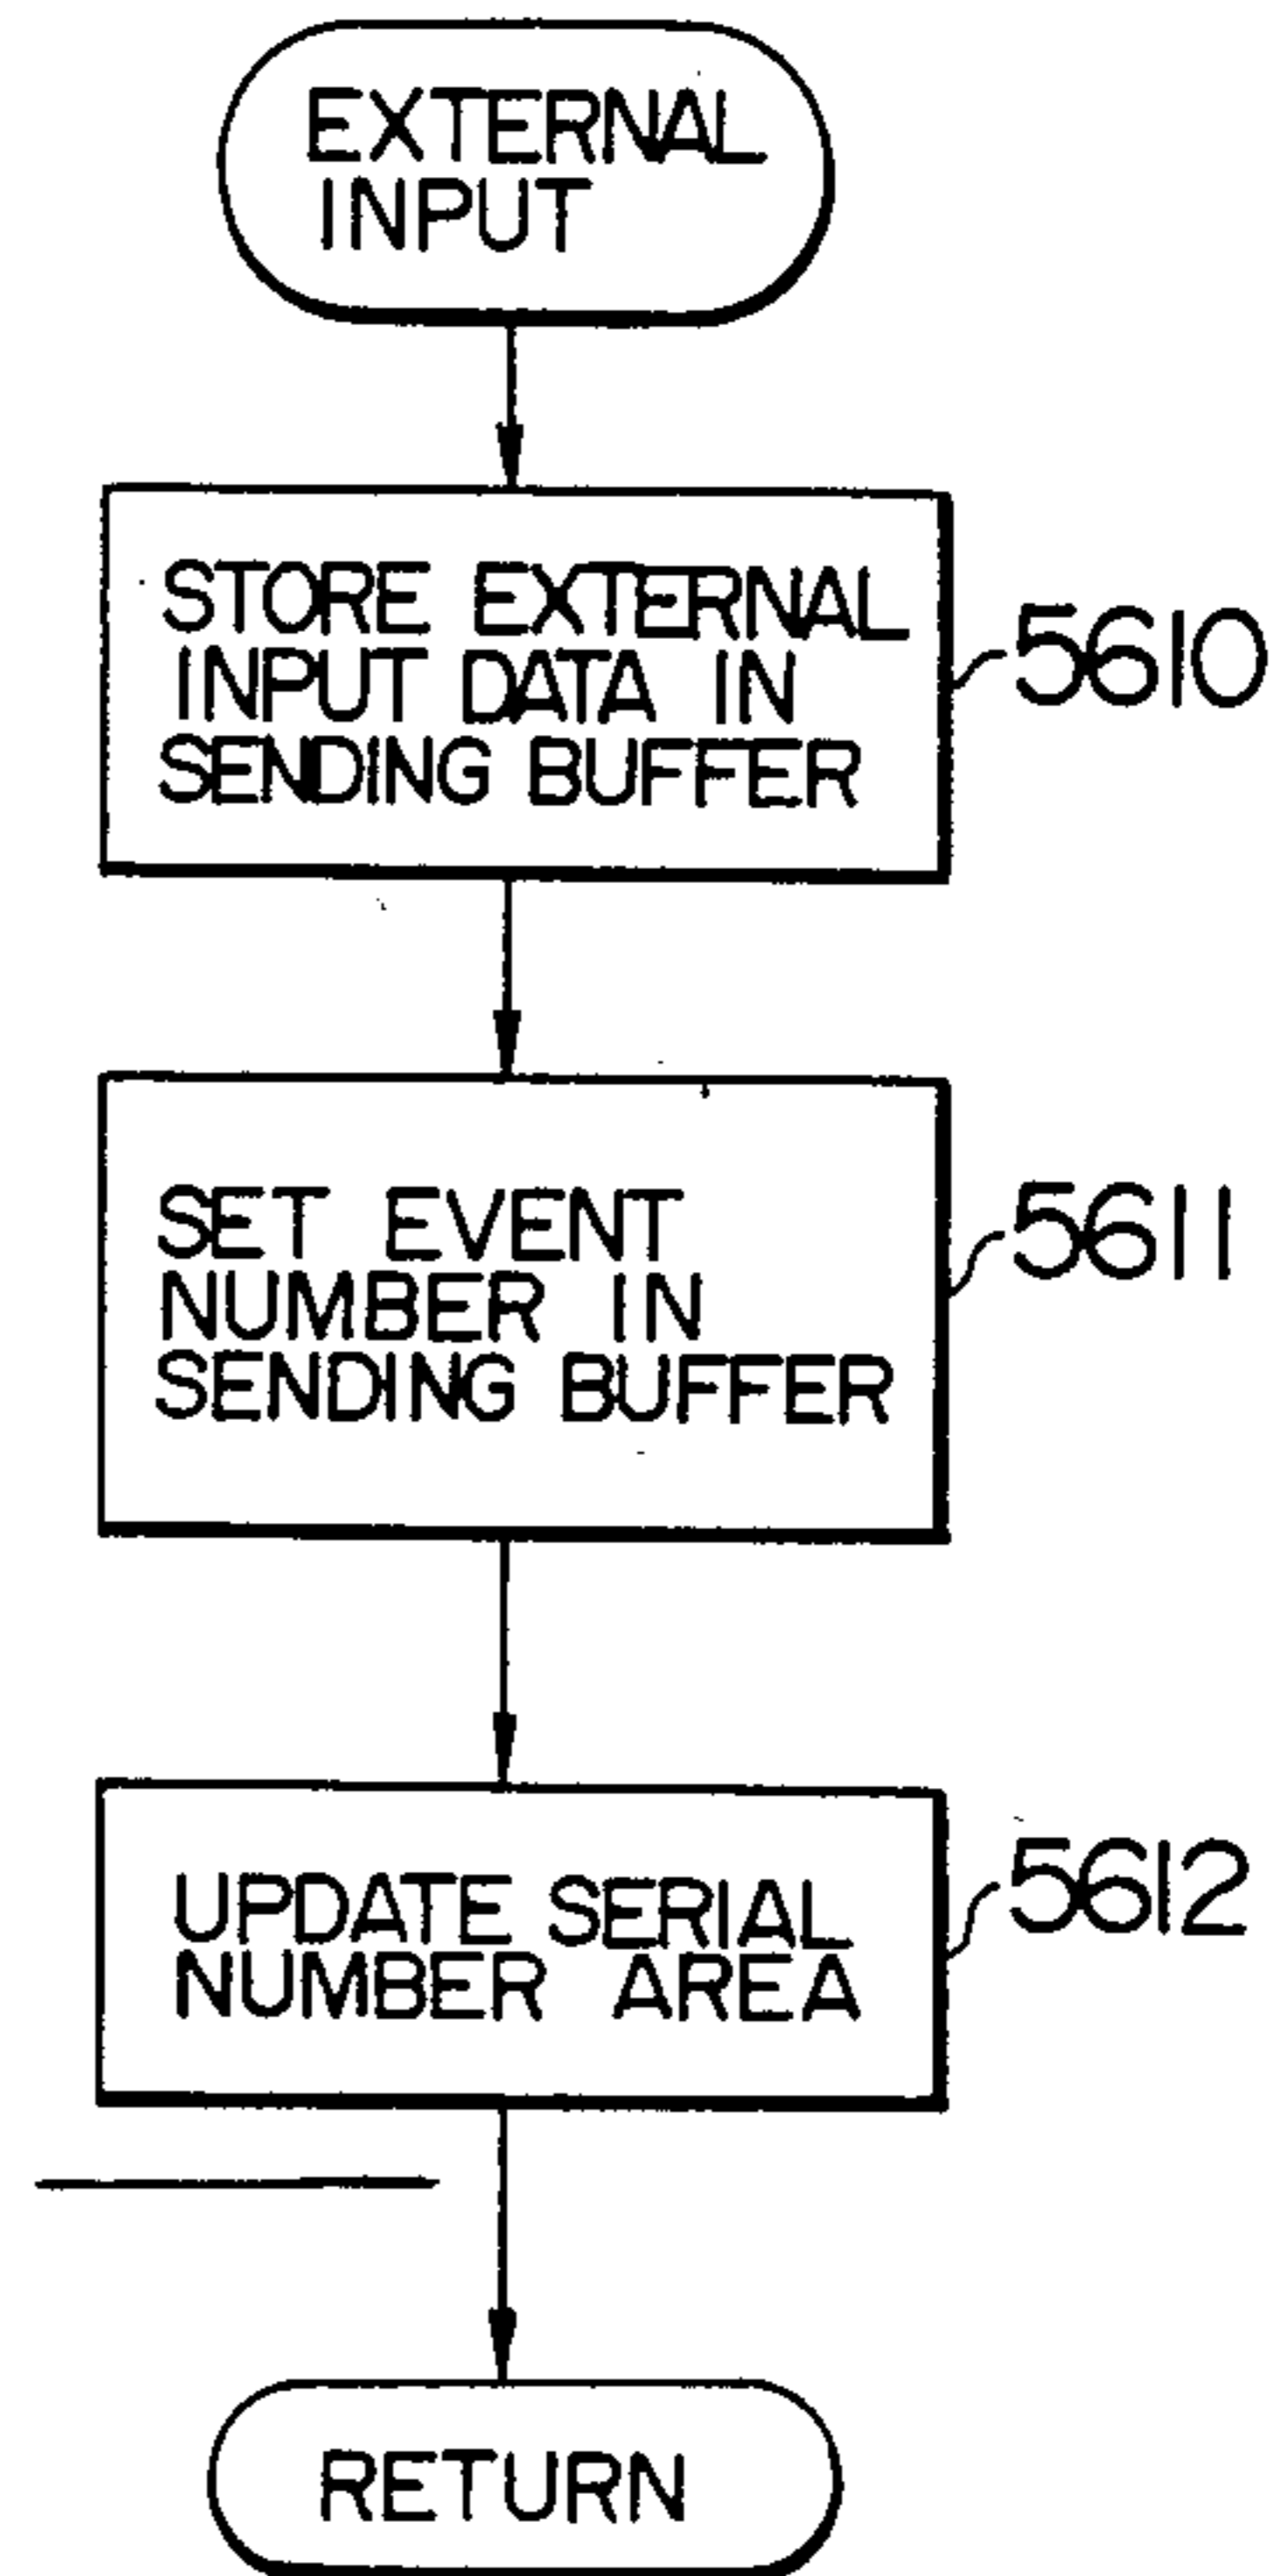 EXTERNAL
INPUT
STORE EXTERNAL
INPUT DATA IN
SENDING BUFFER
5610
SET EVENT
NUMBER IN
SENDING BUFFER
5611
UPDATE SERIAL
NUMBER AREA
5612
RETURN